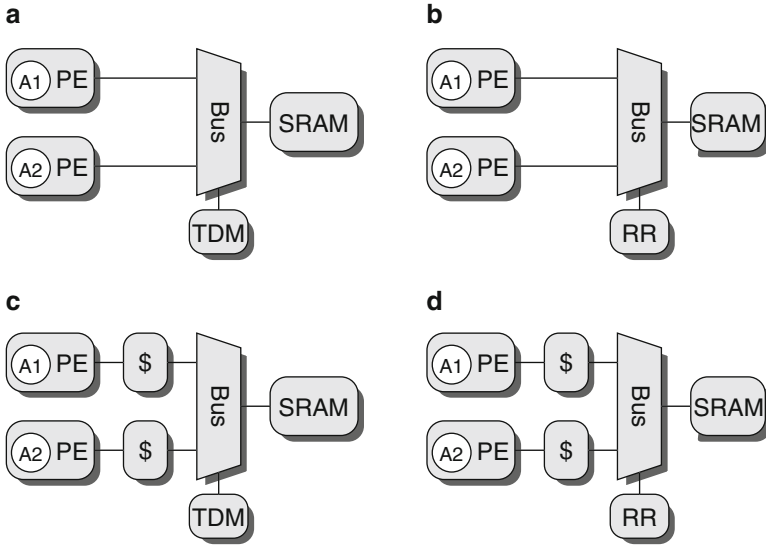 a
A1 PE
Bus
SRAM
A2 PE
TDM
b
A1 PE
Bus
SRAM
A2 PE
RR
c
A1 PE $
Bus
SRAM
A2 PE $
TDM
d
A1 PE $
Bus
SRAM
A2 PE $
RR